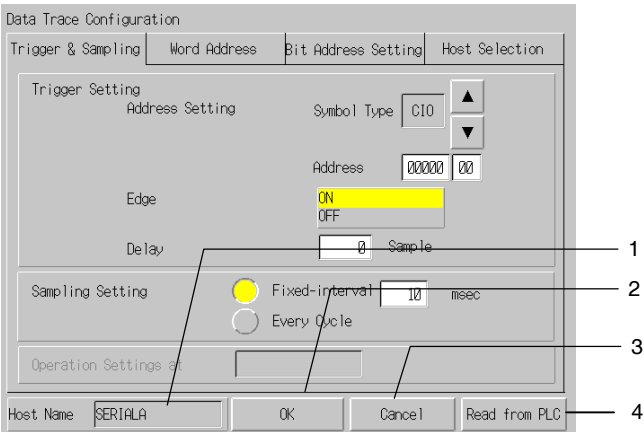 Data Trace Configuration
Trigger & Sampling Word Address Bit Address Setting Host Selection
Trigger Setting
Address Setting Symbol Type CIO ▲
▼
Address 00000 00
Edge ON
OFF
Delay 0 Sample
1
Sampling Setting Fixed-interval 10 msec
2
Every Cycle
3
Operation Settings at
Host Name SERIALA OK Cancel Read from PLC 4